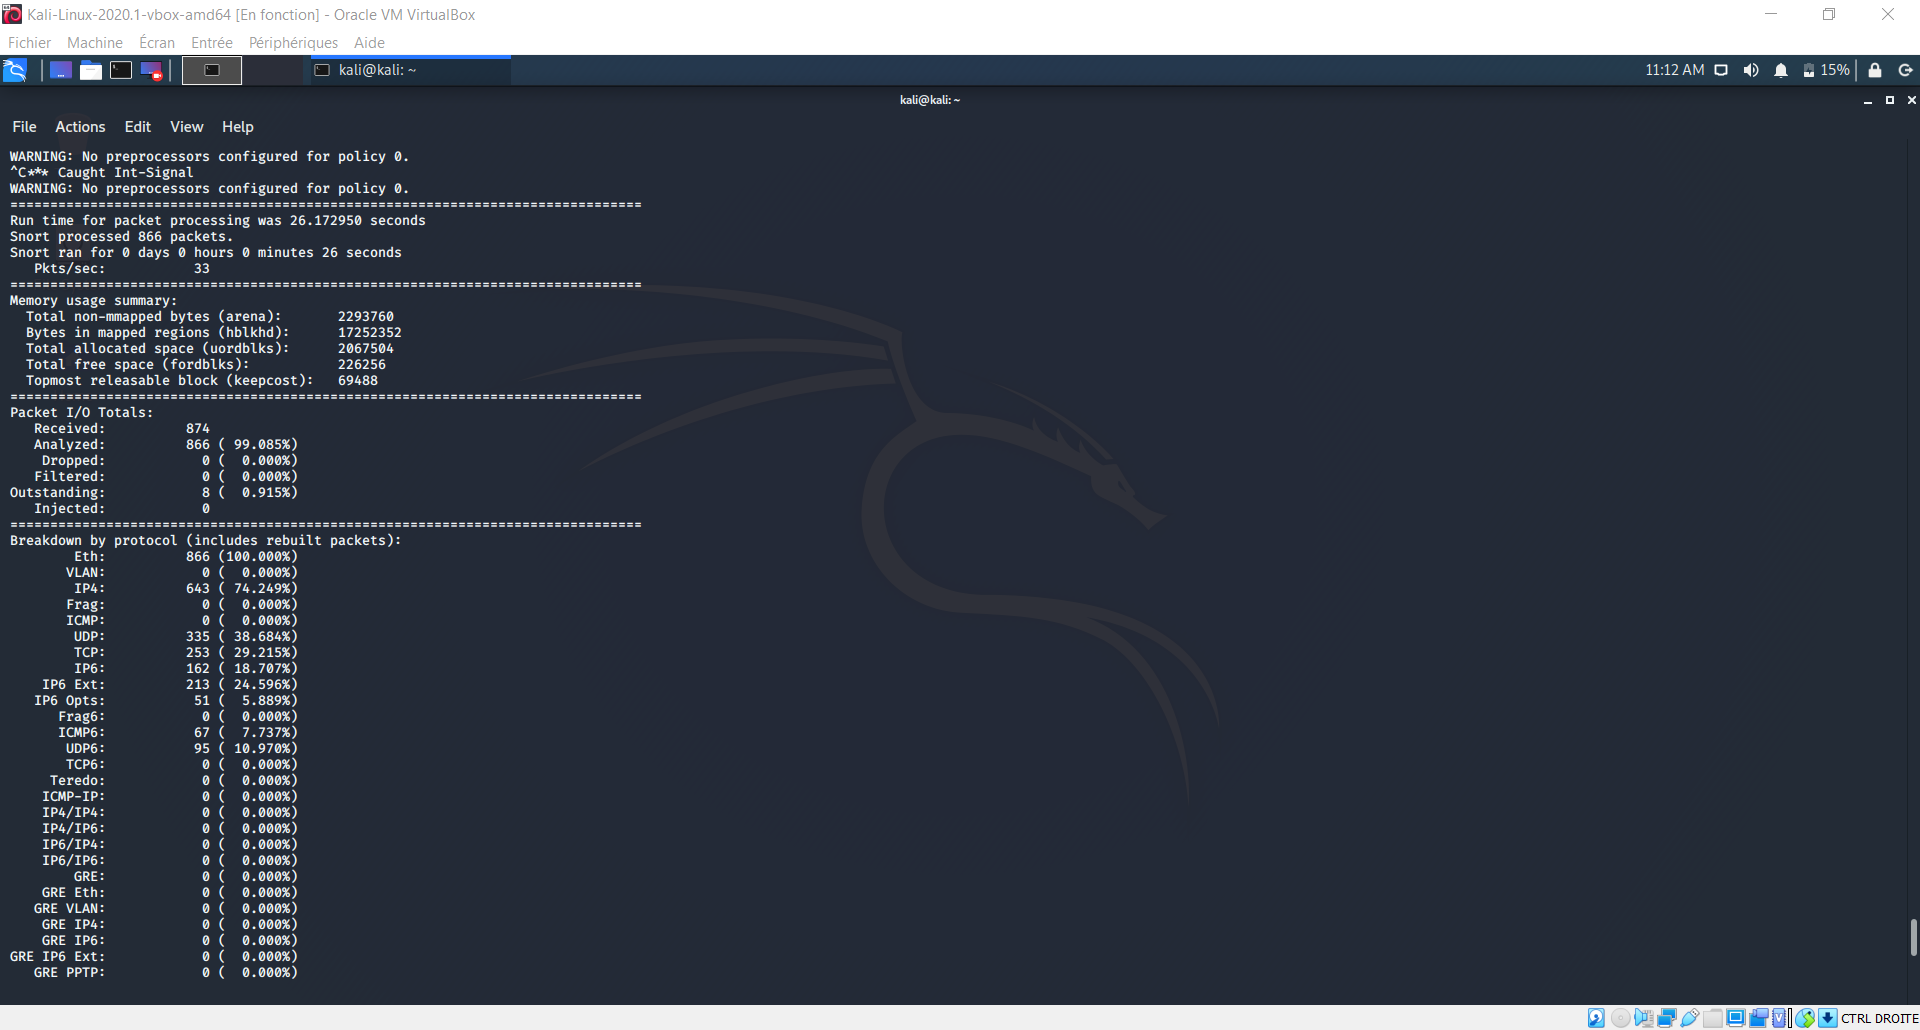 Kali-Linux-2020.1-vbox-amd64 [En fonction] - Oracle VM VirtualBox
Fichier Machine Écran Entrée Périphériques Aide
kali@kali: ~ 11:12 AM 15%
kali@kali: ~
File Actions Edit View Help
WARNING: No preprocessors configured for policy 0.
^C*** Caught Int-Signal
WARNING: No preprocessors configured for policy 0.
===============================================================================
Run time for packet processing was 26.172950 seconds
Snort processed 866 packets.
Snort ran for 0 days 0 hours 0 minutes 26 seconds
Pkts/sec: 33
===============================================================================
Memory usage summary:
Total non-mmapped bytes (arena): 2293760
Bytes in mapped regions (hblkhd): 17252352
Total allocated space (uordblks): 2067504
Total free space (fordblks): 226256
Topmost releasable block (keepcost): 69488
===============================================================================
Packet I/O Totals:
Received: 874
Analyzed: 866 ( 99.085%)
Dropped: 0 ( 0.000%)
Filtered: 0 ( 0.000%)
Outstanding: 8 ( 0.915%)
Injected: 0
===============================================================================
Breakdown by protocol (includes rebuilt packets):
Eth: 866 (100.000%)
VLAN: 0 ( 0.000%)
IP4: 643 ( 74.249%)
Frag: 0 ( 0.000%)
ICMP: 0 ( 0.000%)
UDP: 335 ( 38.684%)
TCP: 253 ( 29.215%)
IP6: 162 ( 18.707%)
IP6 Ext: 213 ( 24.596%)
IP6 Opts: 51 ( 5.889%)
Frag6: 0 ( 0.000%)
ICMP6: 67 ( 7.737%)
UDP6: 95 ( 10.970%)
TCP6: 0 ( 0.000%)
Teredo: 0 ( 0.000%)
ICMP-IP: 0 ( 0.000%)
IP4/IP4: 0 ( 0.000%)
IP4/IP6: 0 ( 0.000%)
IP6/IP4: 0 ( 0.000%)
IP6/IP6: 0 ( 0.000%)
GRE: 0 ( 0.000%)
GRE Eth: 0 ( 0.000%)
GRE VLAN: 0 ( 0.000%)
GRE IP4: 0 ( 0.000%)
GRE IP6: 0 ( 0.000%)
GRE IP6 Ext: 0 ( 0.000%)
GRE PPTP: 0 ( 0.000%)
CTRL DROITE